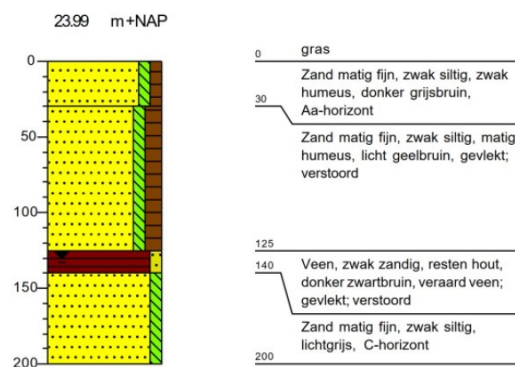 23.99 m+NAP
0
50
100
150
200
0 gras
Zand matig fijn, zwak siltig, zwak
humeus, donker grijsbruin,
Aa-horizont
30
Zand matig fijn, zwak siltig, matig
humeus, licht geelbruin, gevlekt;
verstoord
125
Veen, zwak zandig, resten hout,
donker zwartbruin, veraard veen;
gevlekt; verstoord
140
Zand matig fijn, zwak siltig,
lichtgrijs, C-horizont
200